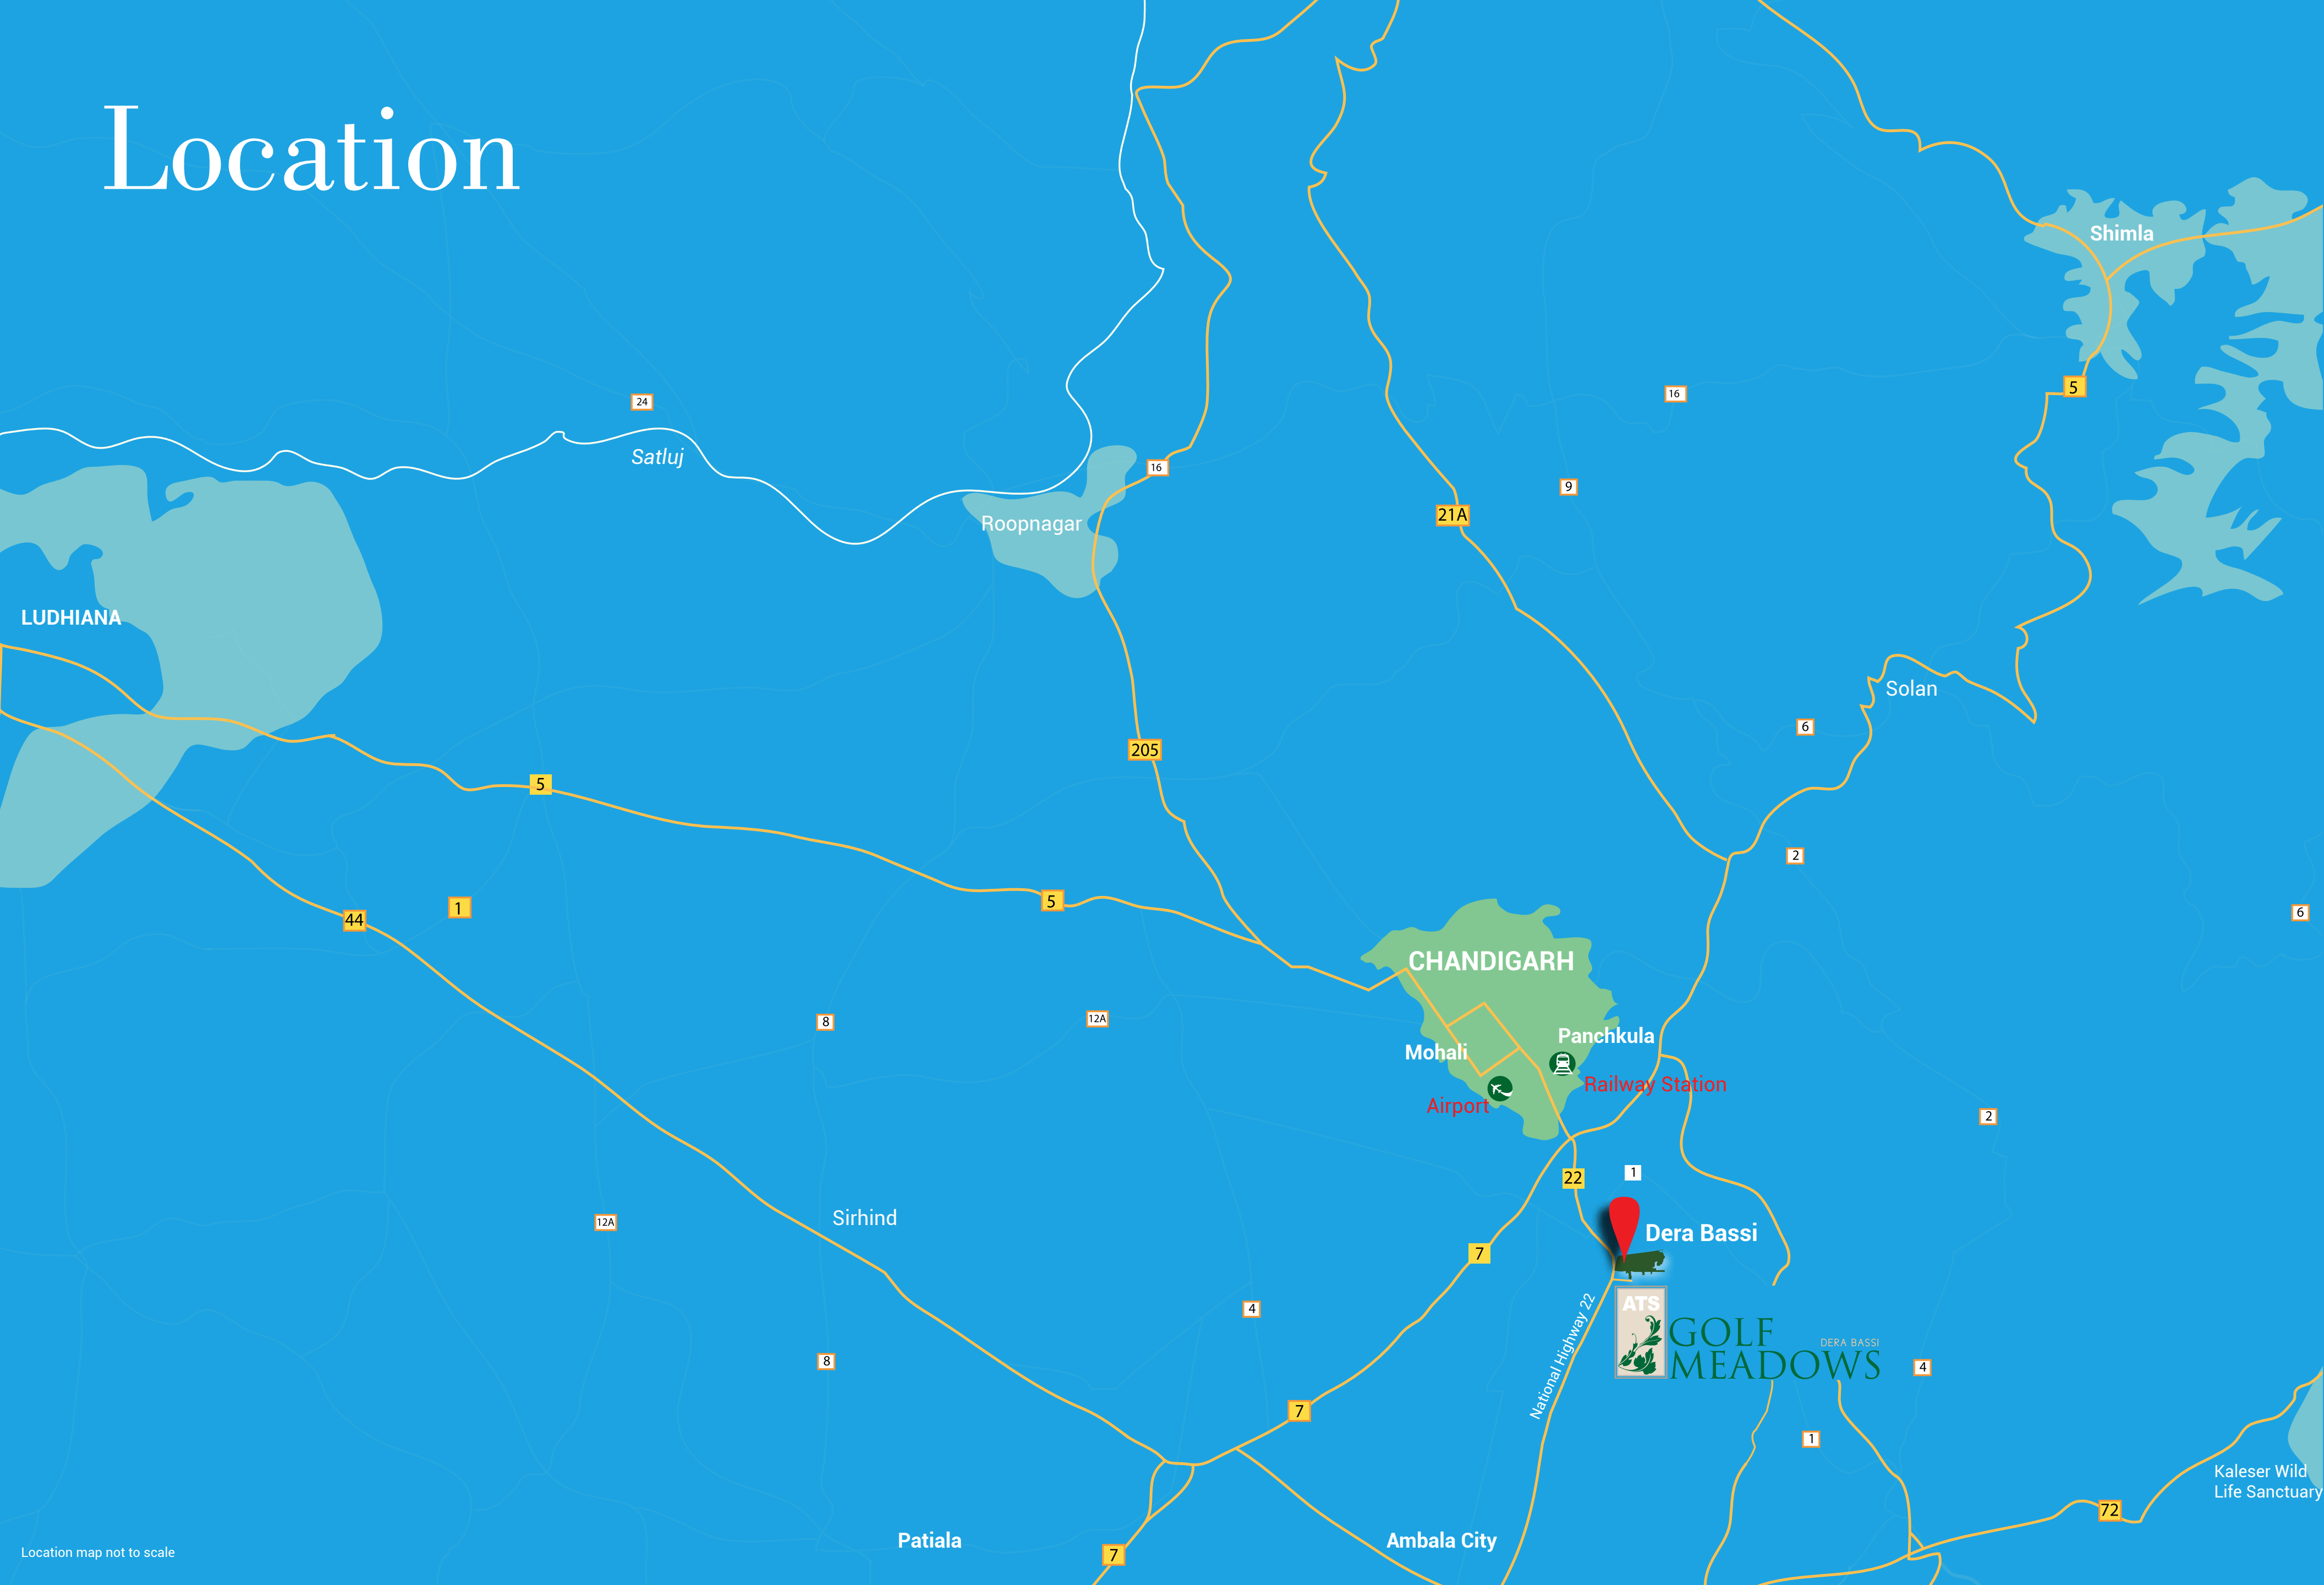 Location
Shimla
5
24
16
Satluj
16
9
Roopnagar
21A
LUDHIANA
Solan
6
205
5
2
5
1
44
6
CHANDIGARH
8
12A
Panchkula
Mohali
Railway Station
Airport
2
22
1
12A
Sirhind
Dera Bassi
7
National Highway 22
ATS
GOLF
DERA BASSI
MEADOWS
4
8
4
7
1
Kaleser Wild
Life Sanctuary
72
Patiala
Ambala City
7
Location map not to scale